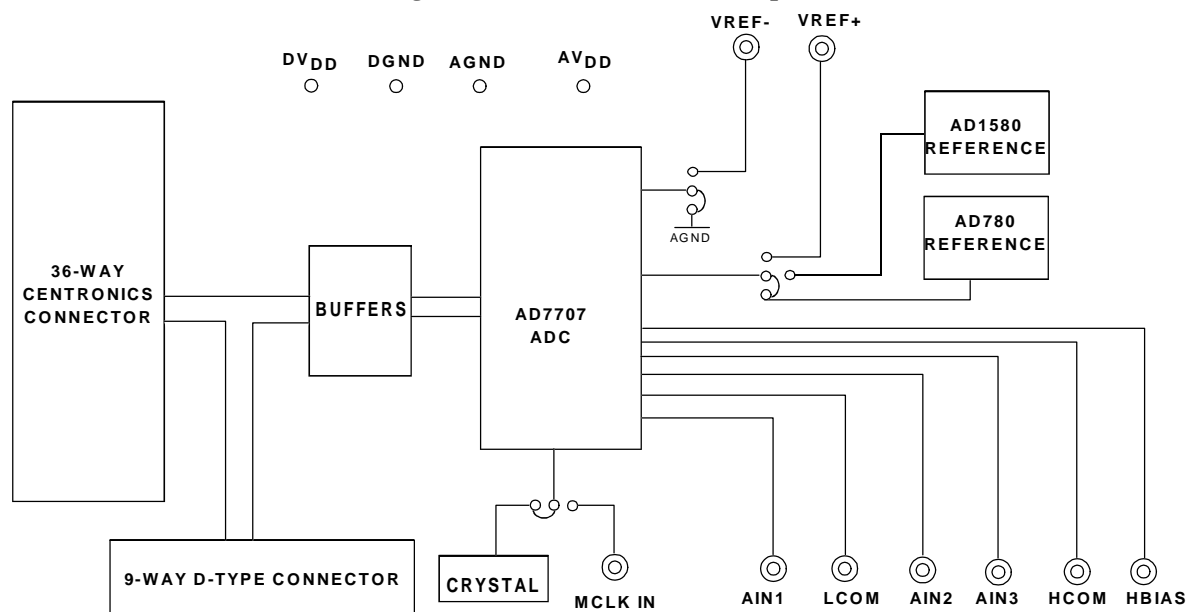 VREF-
VREF+
DVDD
DGND
AGND
AVDD
AD1580
REFERENCE
AD780
REFERENCE
AGND
36-WAY
CENTRONICS
CONNECTOR
BUFFERS
AD7707
ADC
9-WAY D-TYPE CONNECTOR
CRYSTAL
MCLK IN
AIN1
LCOM
AIN2
AIN3
HCOM
HBIAS